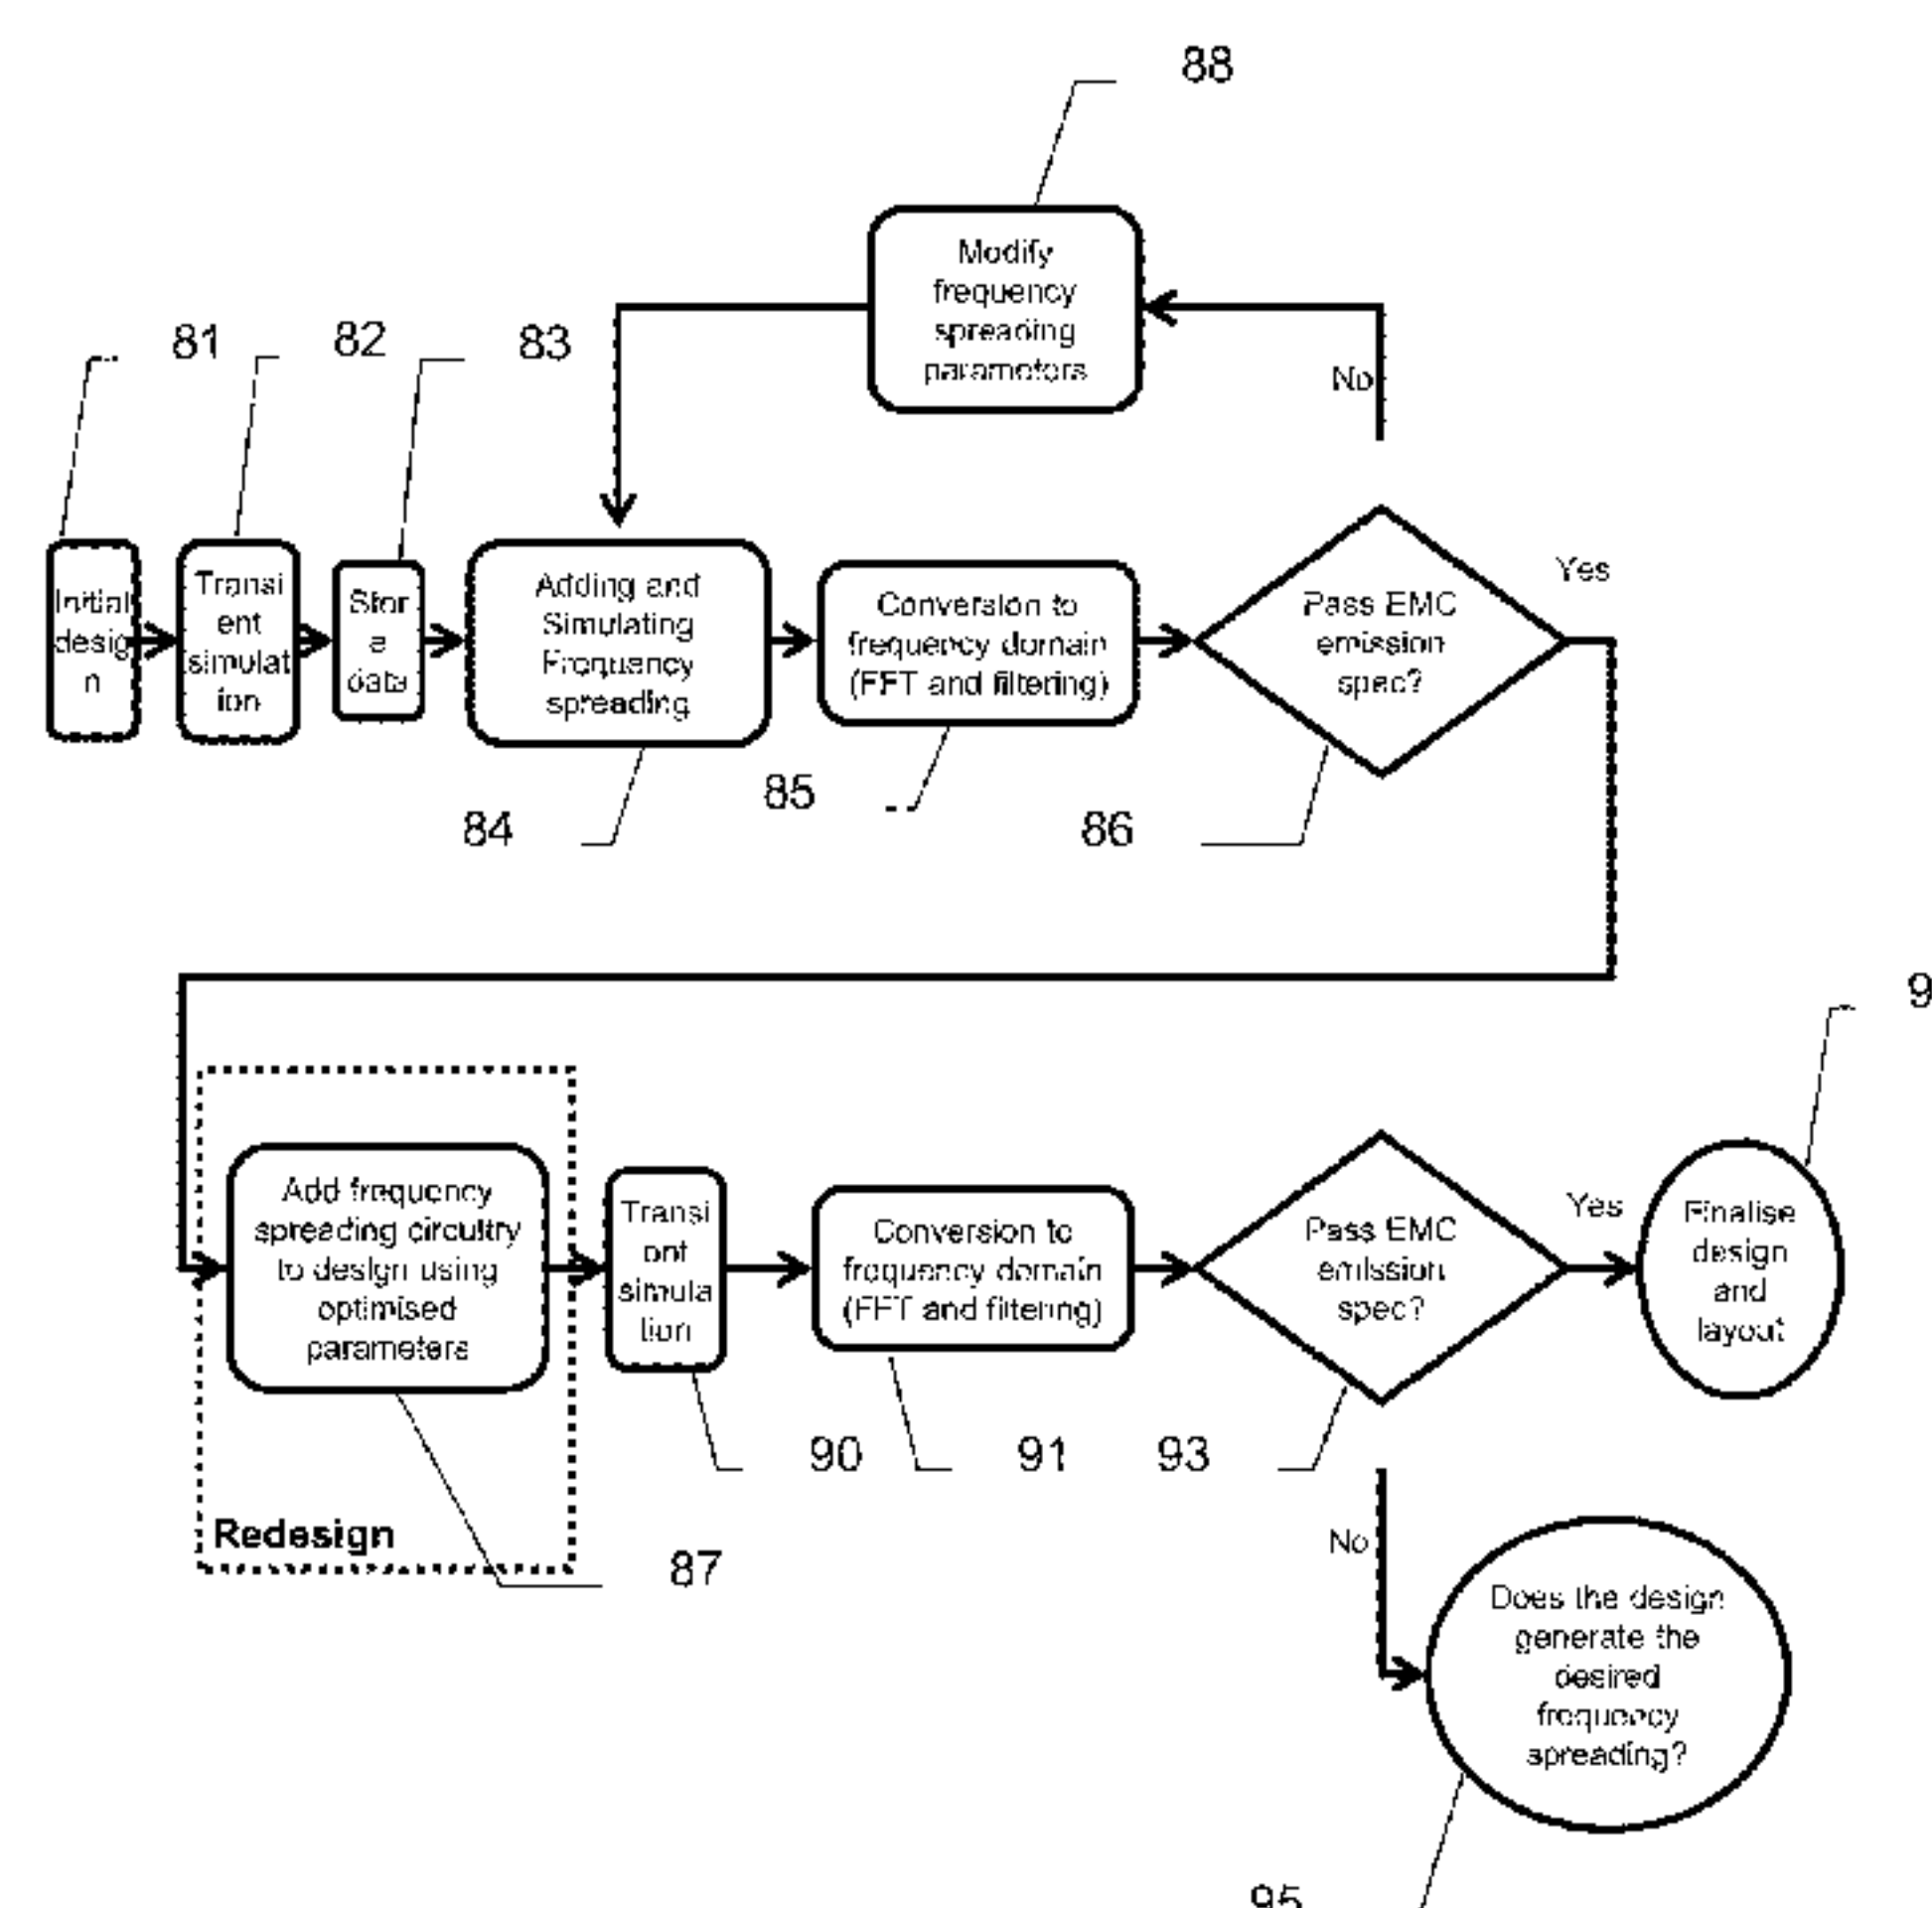 88
Modify
frequency
spreading
parameters
No
81
82
83
Initial
desig
n
Transi
ent
simulat
ion
Stor
e
data
Adding and
Simulating
Frequency
spreading
Conversion to
frequency domain
(FFT and filtering)
Pass EMC
emission
spec?
Yes
84
85
86
9
Add frequency
spreading circuitry
to design using
optimised
parameters
Redesign
87
Transi
ent
simula
tion
90
Conversion to
frequency domain
(FFT and filtering)
91
93
Pass EMC
emission
spec?
Yes
Finalise
design
and
layout
No
Does the design
generate the
desired
frequency
spreading?
95